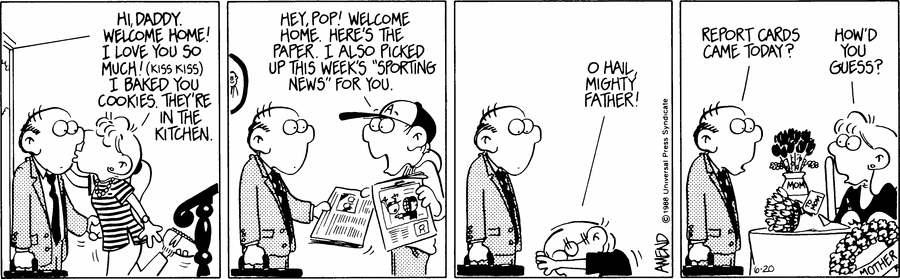 HI, DADDY.
WELCOME HOME!
I LOVE YOU SO
MUCH! (KISS KISS)
I BAKED YOU
COOKIES. THEY'RE
IN THE
KITCHEN.
HEY, POP! WELCOME
HOME. HERE'S THE
PAPER. I ALSO PICKED
UP THIS WEEK'S "SPORTING
NEWS" FOR YOU.
A
R
O HAIL,
MIGHTY
FATHER!
AMEND
© 1988 Universal Press Syndicate
REPORT CARDS
CAME TODAY?
HOW'D
YOU
GUESS?
MOM
TO
MOM
MOTHER
6-20